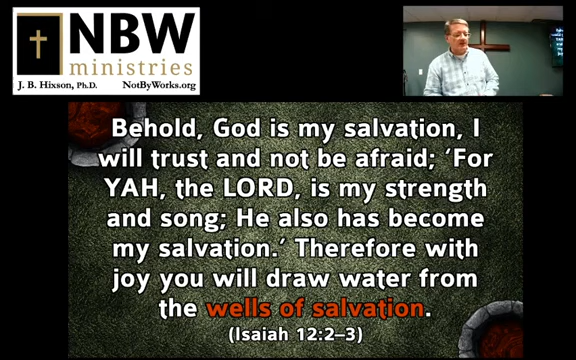 NBW
ministries
J. B. Hixson, Ph.D. NotByWorks.org
Behold, God is my salvation, I
will trust and not be afraid; ‘For
YAH, the LORD, is my strength
and song; He also has become
my salvation.’ Therefore with
joy you will draw water from
the wells of salvation.
(Isaiah 12:2–3)